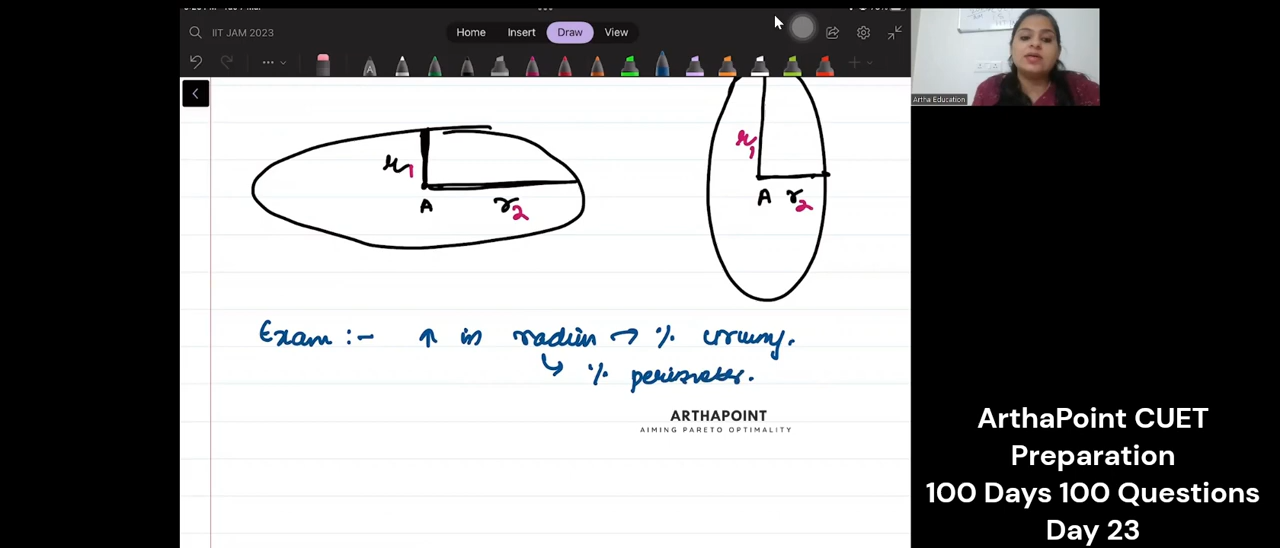 IIT JAM 2023
Home Insert Draw View
Artha Education
r1
A r2
r1
A r2
Exam :- ↑ in radius → % circumf.
↳ % perimeter.
ARTHAPOINT
AIMING PARETO OPTIMALITY
ArthaPoint CUET
Preparation
100 Days 100 Questions
Day 23